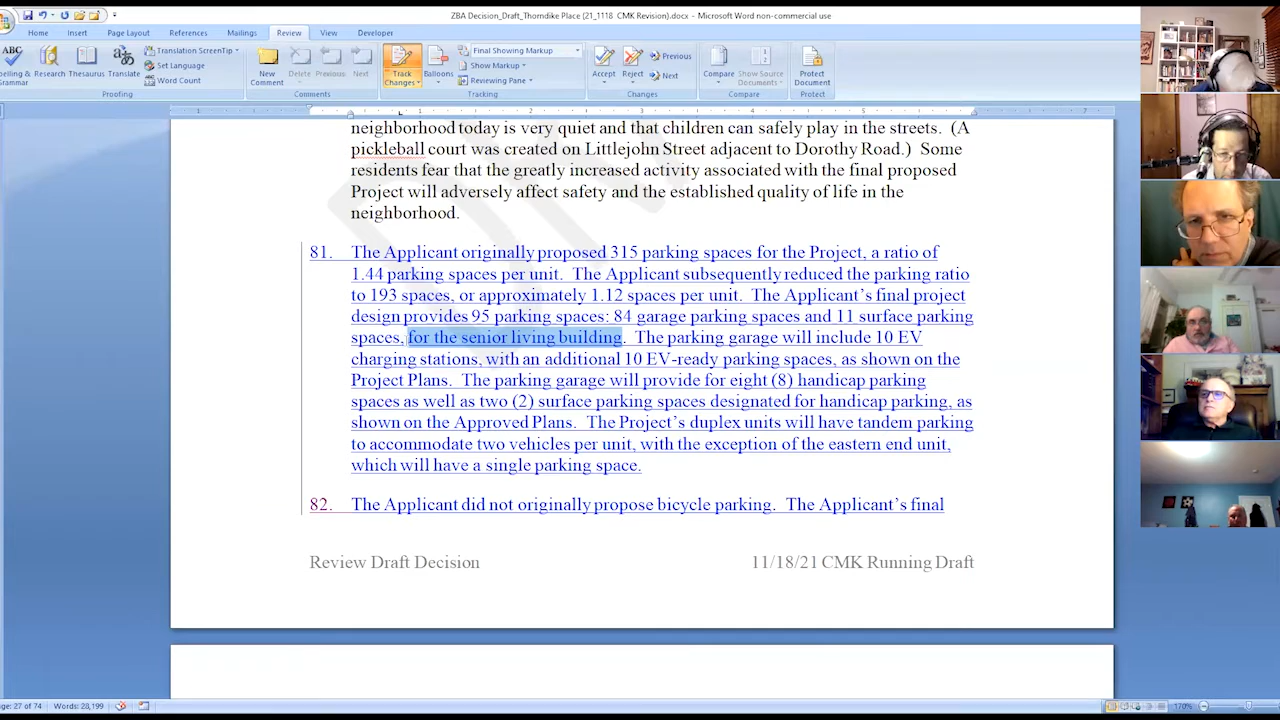 ZBA Decision_Draft_Thorndike Place (21_1118 CMK Revision).docx - Microsoft Word non-commercial use
Home Insert Page Layout References Mailings Review View Developer
ABC
Research Thesaurus Translate
Translation ScreenTip
Set Language
Word Count
Proofing
New Comment Delete Previous Next
Comments
Track Changes Balloons
Final Showing Markup
Show Markup
Reviewing Pane
Tracking
Accept Reject
Previous
Next
Changes
Compare Show Source Documents
Compare
Protect Document
Protect
neighborhood today is very quiet and that children can safely play in the streets. (A
pickleball court was created on Littlejohn Street adjacent to Dorothy Road.) Some
residents fear that the greatly increased activity associated with the final proposed
Project will adversely affect safety and the established quality of life in the
neighborhood.
81. The Applicant originally proposed 315 parking spaces for the Project, a ratio of
1.44 parking spaces per unit. The Applicant subsequently reduced the parking ratio
to 193 spaces, or approximately 1.12 spaces per unit. The Applicant's final project
design provides 95 parking spaces: 84 garage parking spaces and 11 surface parking
spaces, for the senior living building. The parking garage will include 10 EV
charging stations, with an additional 10 EV-ready parking spaces, as shown on the
Project Plans. The parking garage will provide for eight (8) handicap parking
spaces as well as two (2) surface parking spaces designated for handicap parking, as
shown on the Approved Plans. The Project's duplex units will have tandem parking
to accommodate two vehicles per unit, with the exception of the eastern end unit,
which will have a single parking space.
82. The Applicant did not originally propose bicycle parking. The Applicant's final
Review Draft Decision 11/18/21 CMK Running Draft
age: 27 of 74 Words: 28,199 170%